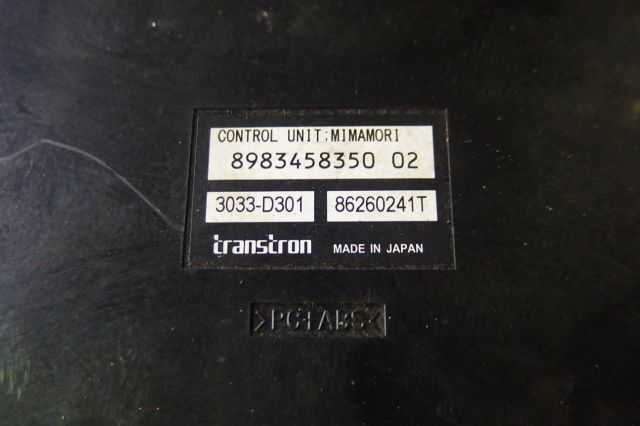 CONTROL UNIT:MIMAMORI
8983458350 02
3033-D301 86260241T
transtron MADE IN JAPAN
>PC+ABS<